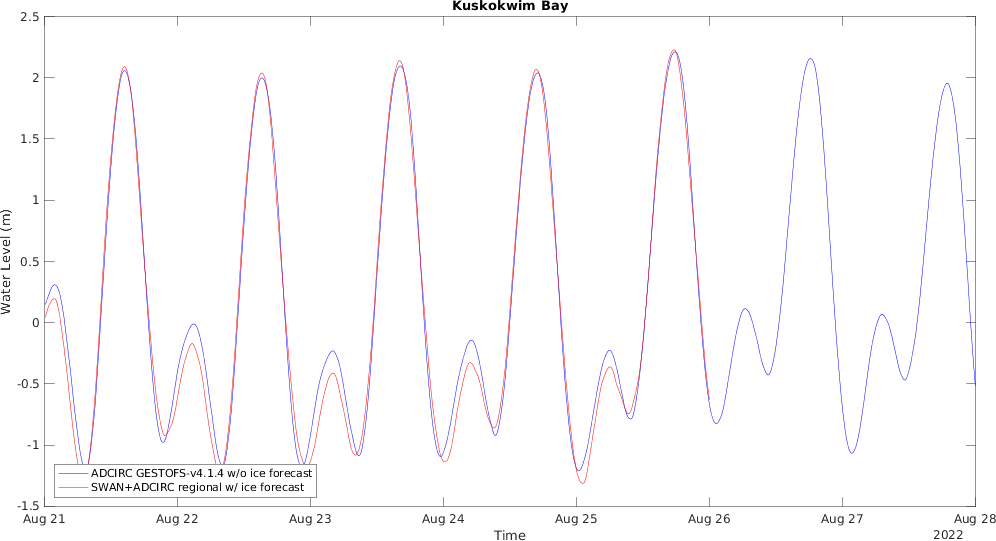 Kuskokwim Bay
2.5
2
1.5
1
0.5
0
-0.5
-1
-1.5
Water Level (m)
ADCIRC GESTOFS-v4.1.4 w/o ice forecast
SWAN+ADCIRC regional w/ ice forecast
Aug 21 Aug 22 Aug 23 Aug 24 Aug 25 Aug 26 Aug 27 Aug 28
2022
Time